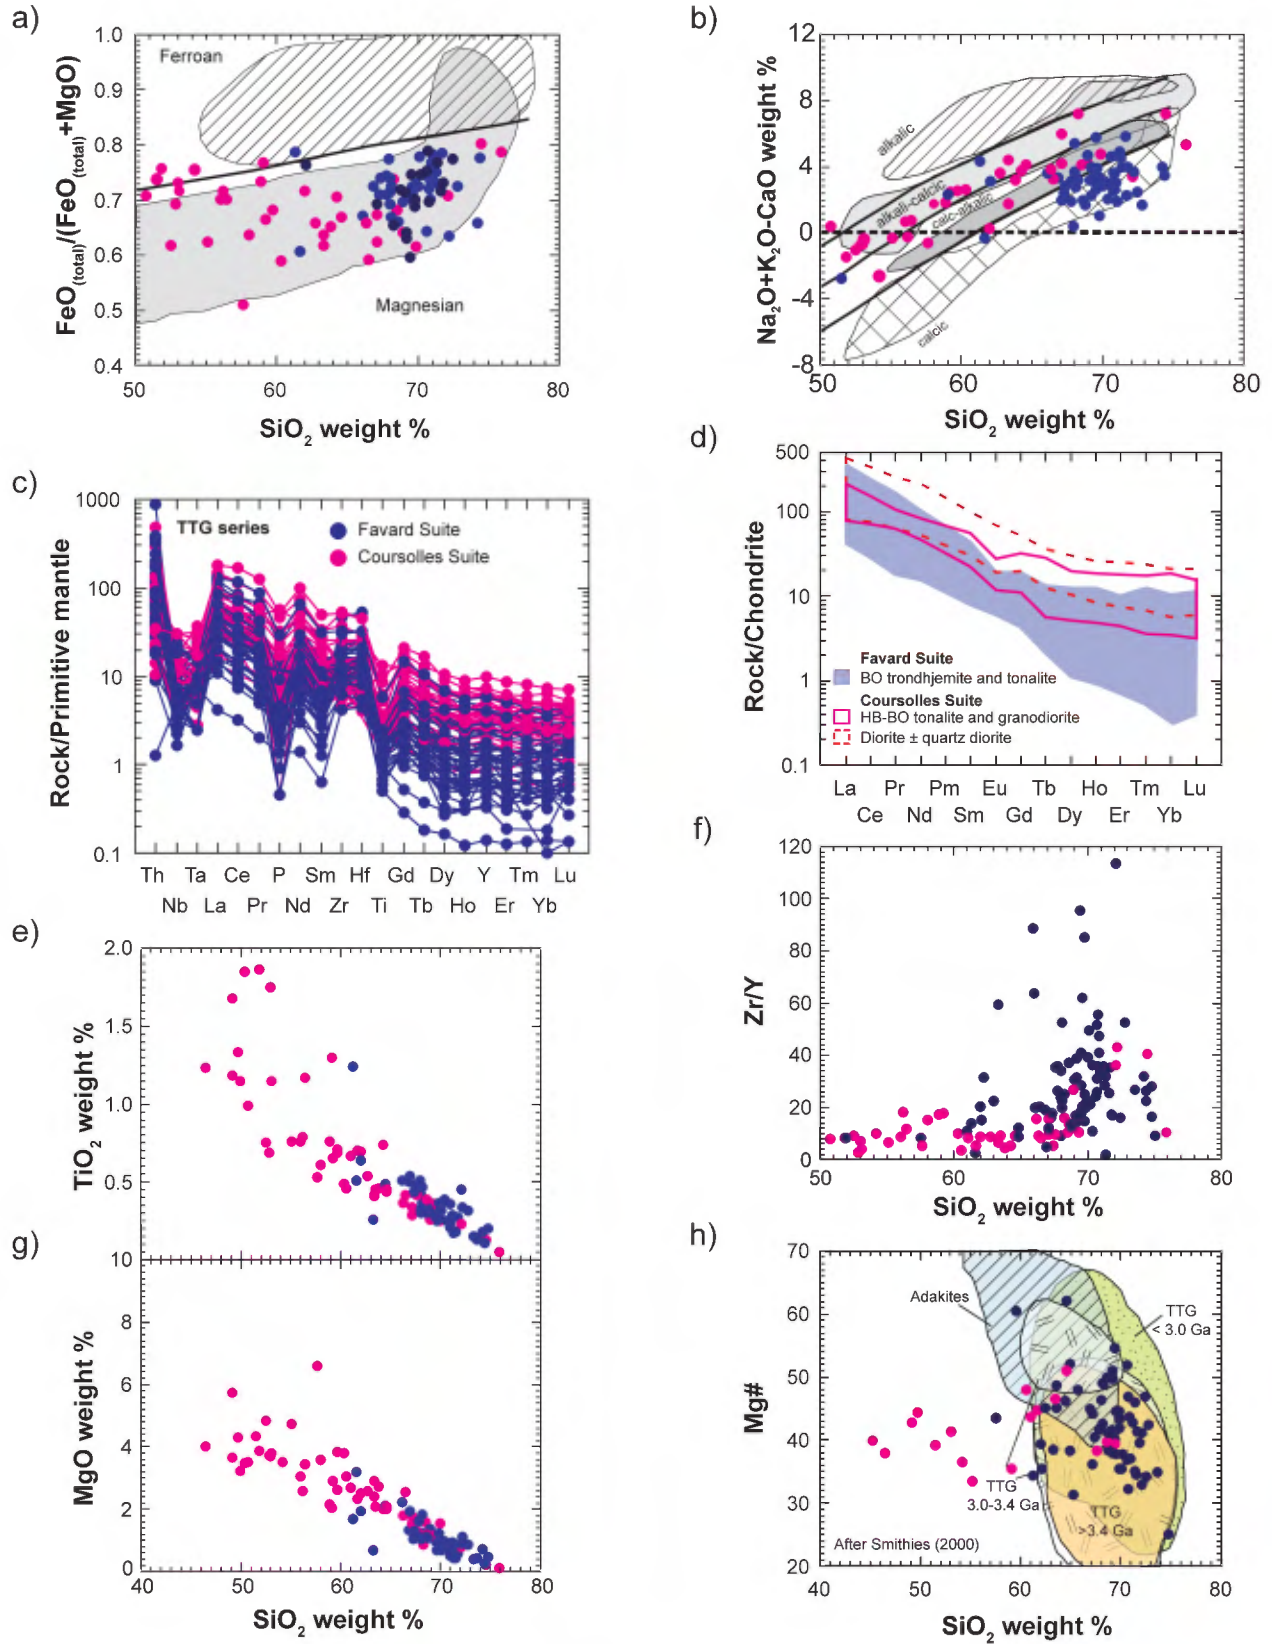 a)
FeO(total)/(FeO(total)+MgO)
1.0
0.9
0.8
0.7
0.6
0.5
0.4
Ferroan
Magnesian
50
60
70
80
SiO2 weight %
b)
Na2O+K2O-CaO weight %
12
8
4
0
-4
-8
alkalic
alkali-calcic
calc-alkalic
calcic
50
60
70
80
SiO2 weight %
c)
Rock/Primitive mantle
1000
100
10
1
0.1
TTG series
Favard Suite
Coursolles Suite
Th Ta La Ce P Sm Hf Gd Dy Y Tm Lu
Nb Pr Nd Zr Ti Tb Ho Er Yb
d)
Rock/Chondrite
500
100
10
1
0.1
Favard Suite
BO trondhjemite and tonalite
Coursolles Suite
HB-BO tonalite and granodiorite
Diorite ± quartz diorite
La Pr Pm Eu Tb Ho Tm Lu
Ce Nd Sm Gd Dy Er Yb
e)
TiO2 weight %
2.0
1.5
1.0
0.5
f)
Zr/Y
120
100
80
60
40
20
0
50
60
70
80
SiO2 weight %
g)
MgO weight %
10
8
6
4
2
0
40
50
60
70
80
SiO2 weight %
h)
Mg#
70
60
50
40
30
20
Adakites
TTG
< 3.0 Ga
TTG
3.0-3.4 Ga
TTG
>3.4 Ga
After Smithies (2000)
40
50
60
70
80
SiO2 weight %